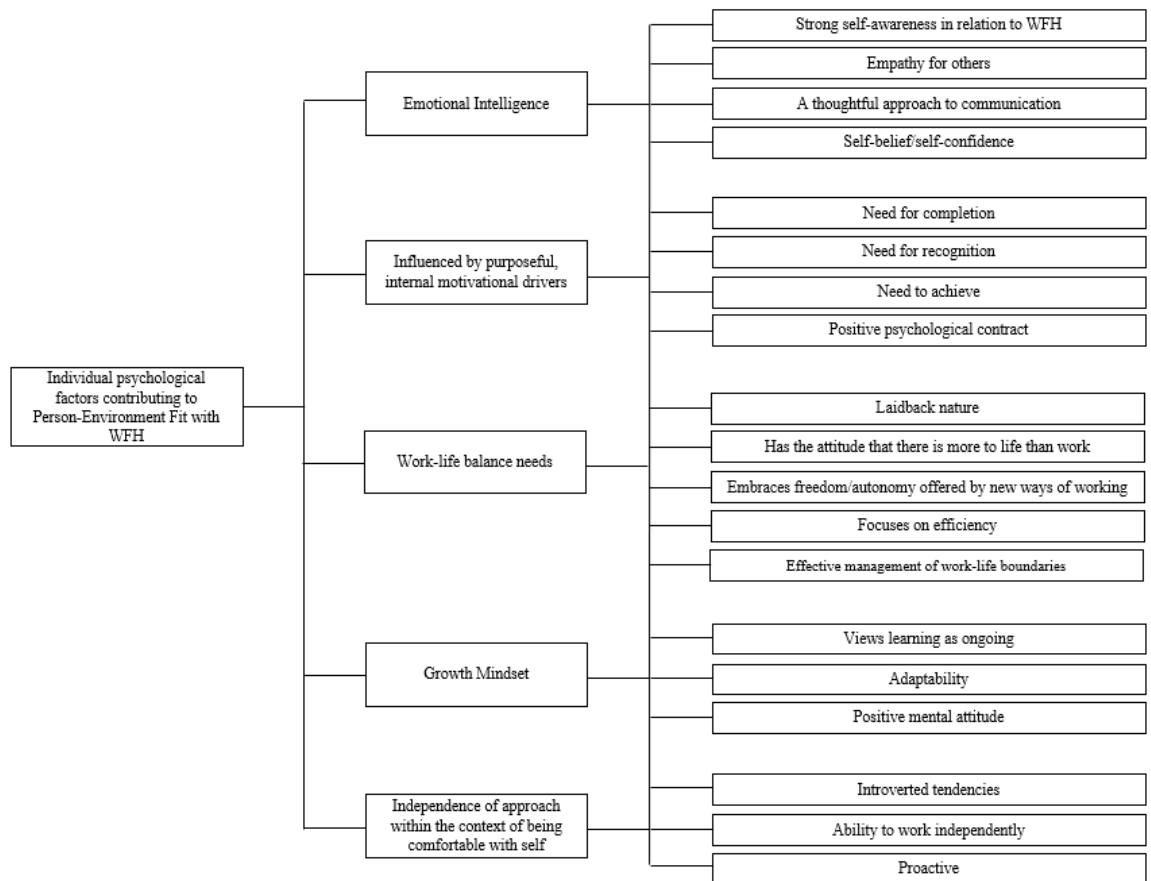 Individual psychological
factors contributing to
Person-Environment Fit with
WFH
Emotional Intelligence
Strong self-awareness in relation to WFH
Empathy for others
A thoughtful approach to communication
Self-belief/self-confidence
Influenced by purposeful,
internal motivational drivers
Need for completion
Need for recognition
Need to achieve
Positive psychological contract
Work-life balance needs
Laidback nature
Has the attitude that there is more to life than work
Embraces freedom/autonomy offered by new ways of working
Focuses on efficiency
Effective management of work-life boundaries
Growth Mindset
Views learning as ongoing
Adaptability
Positive mental attitude
Independence of approach
within the context of being
comfortable with self
Introverted tendencies
Ability to work independently
Proactive